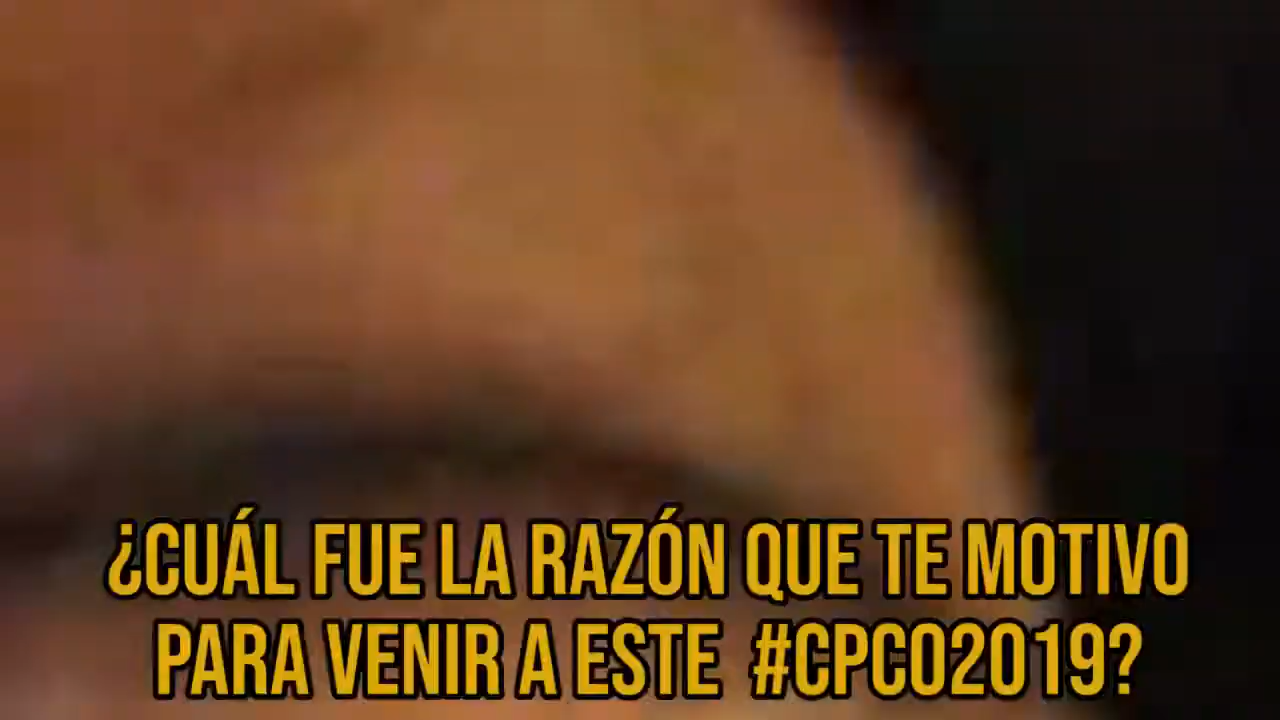 ¿CUÁL FUE LA RAZÓN QUE TE MOTIVO
PARA VENIR A ESTE #CPCO2019?